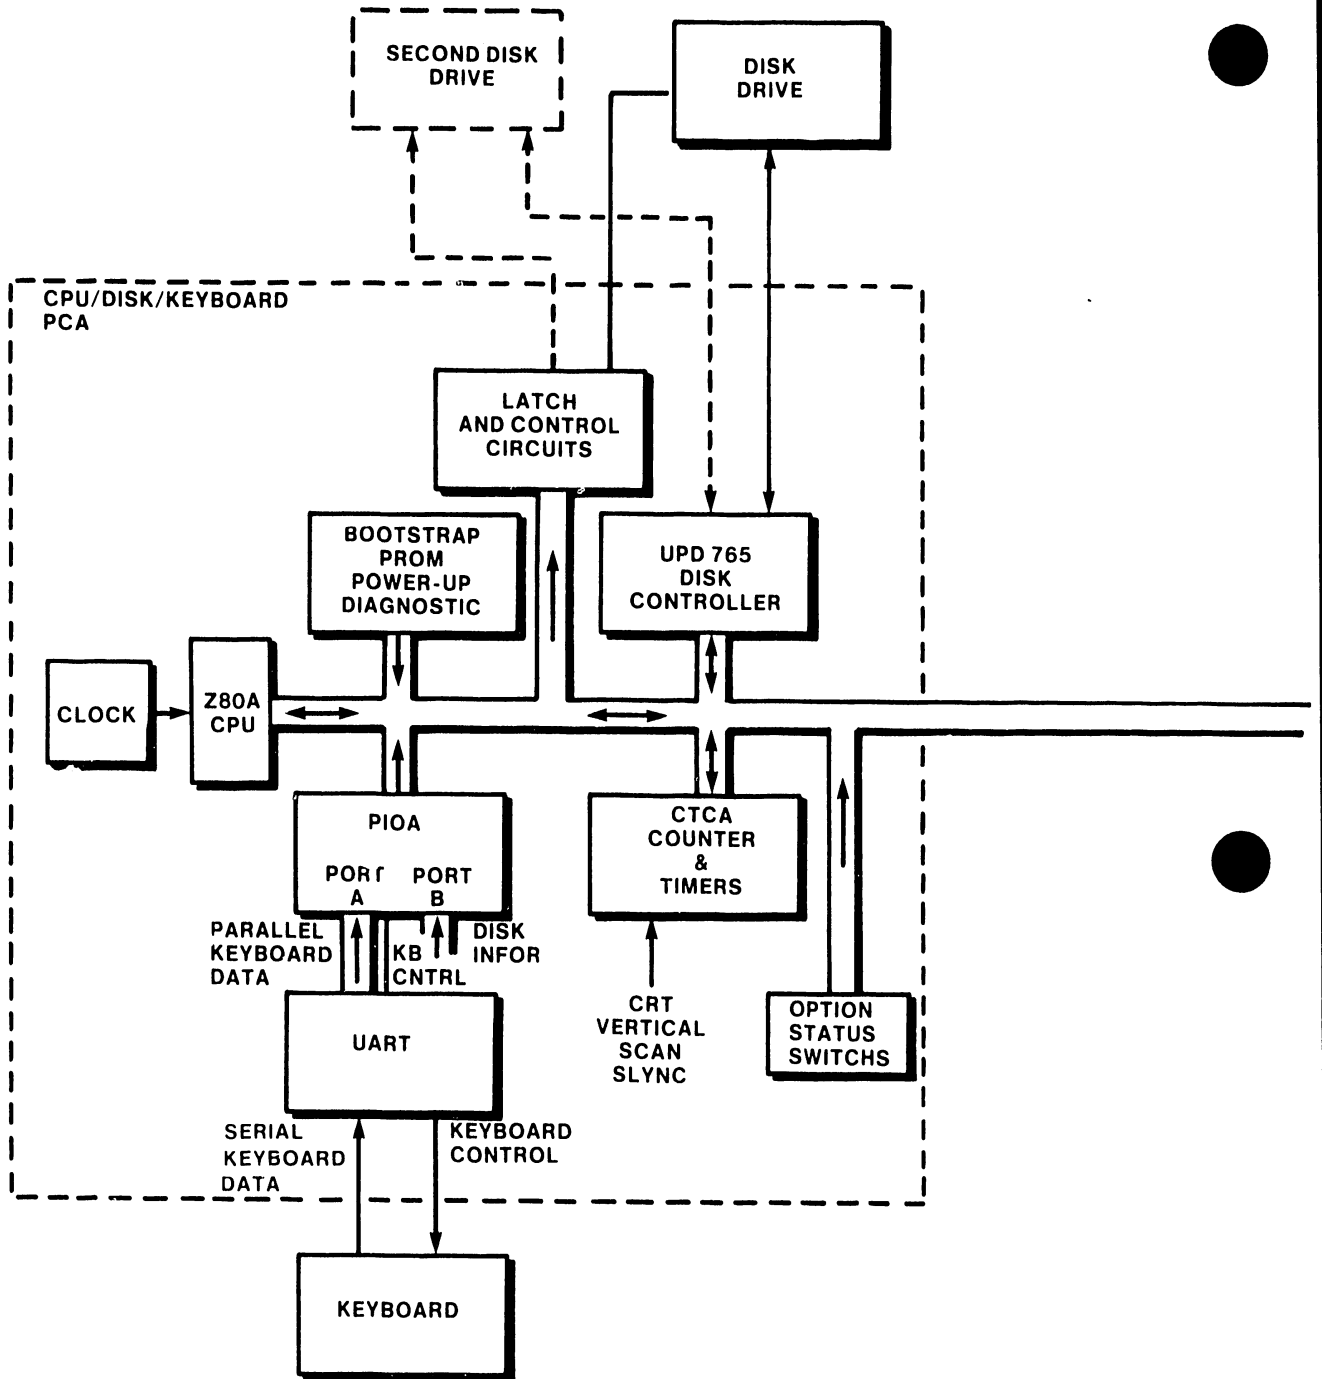 SECOND DISK
DRIVE
DISK
DRIVE
CPU/DISK/KEYBOARD
PCA
LATCH
AND CONTROL
CIRCUITS
BOOTSTRAP
PROM
POWER-UP
DIAGNOSTIC
UPD 765
DISK
CONTROLLER
CLOCK
Z80A
CPU
PIOA
PORT
A
PORT
B
CTCA
COUNTER
&
TIMERS
PARALLEL
KEYBOARD
DATA
KB
CNTRL
DISK
INFOR
UART
CRT
VERTICAL
SCAN
SLYNC
OPTION
STATUS
SWITCHS
SERIAL
KEYBOARD
DATA
KEYBOARD
CONTROL
KEYBOARD